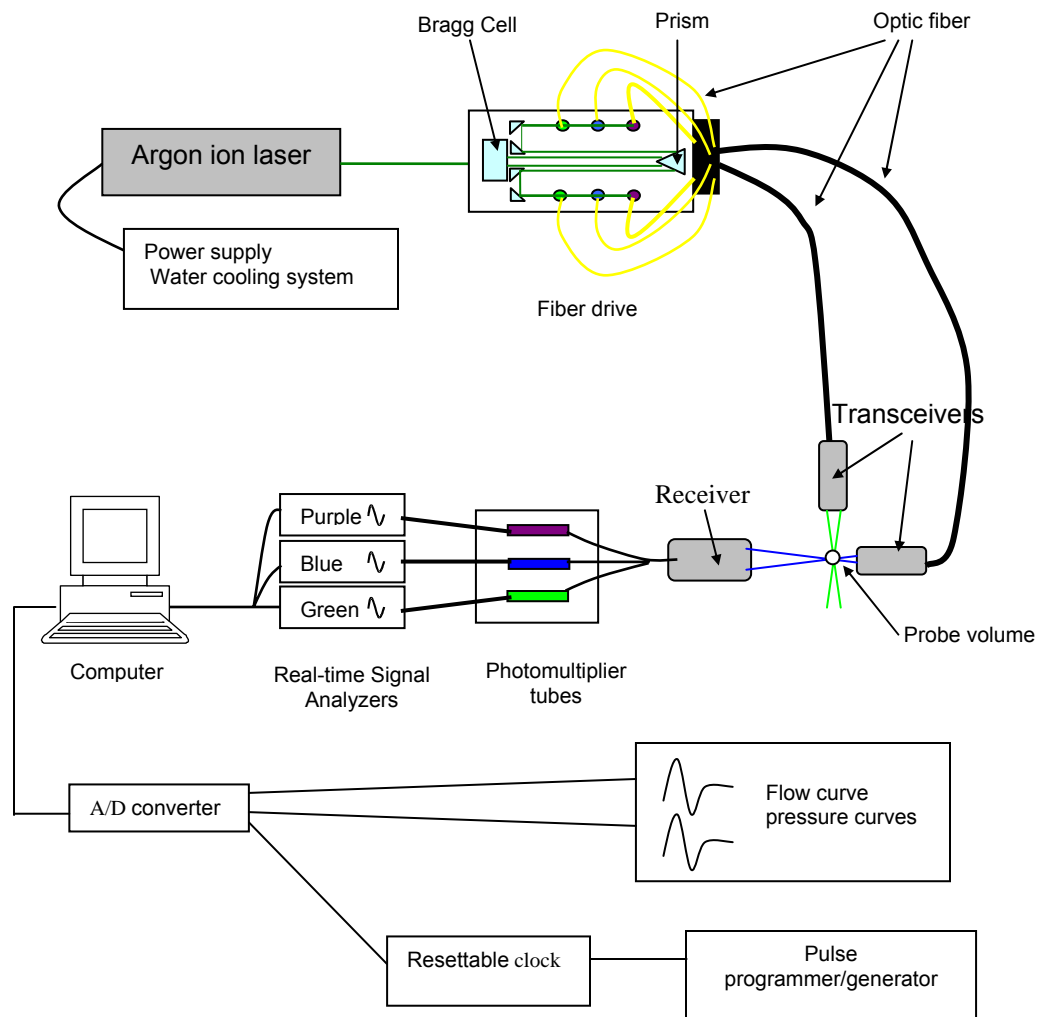 Bragg Cell
Prism
Optic fiber
Argon ion laser
Power supply
Water cooling system
Fiber drive
Transceivers
Receiver
Purple
Blue
Green
Probe volume
Computer
Real-time Signal
Analyzers
Photomultiplier
tubes
A/D converter
Flow curve
pressure curves
Resettable clock
Pulse
programmer/generator